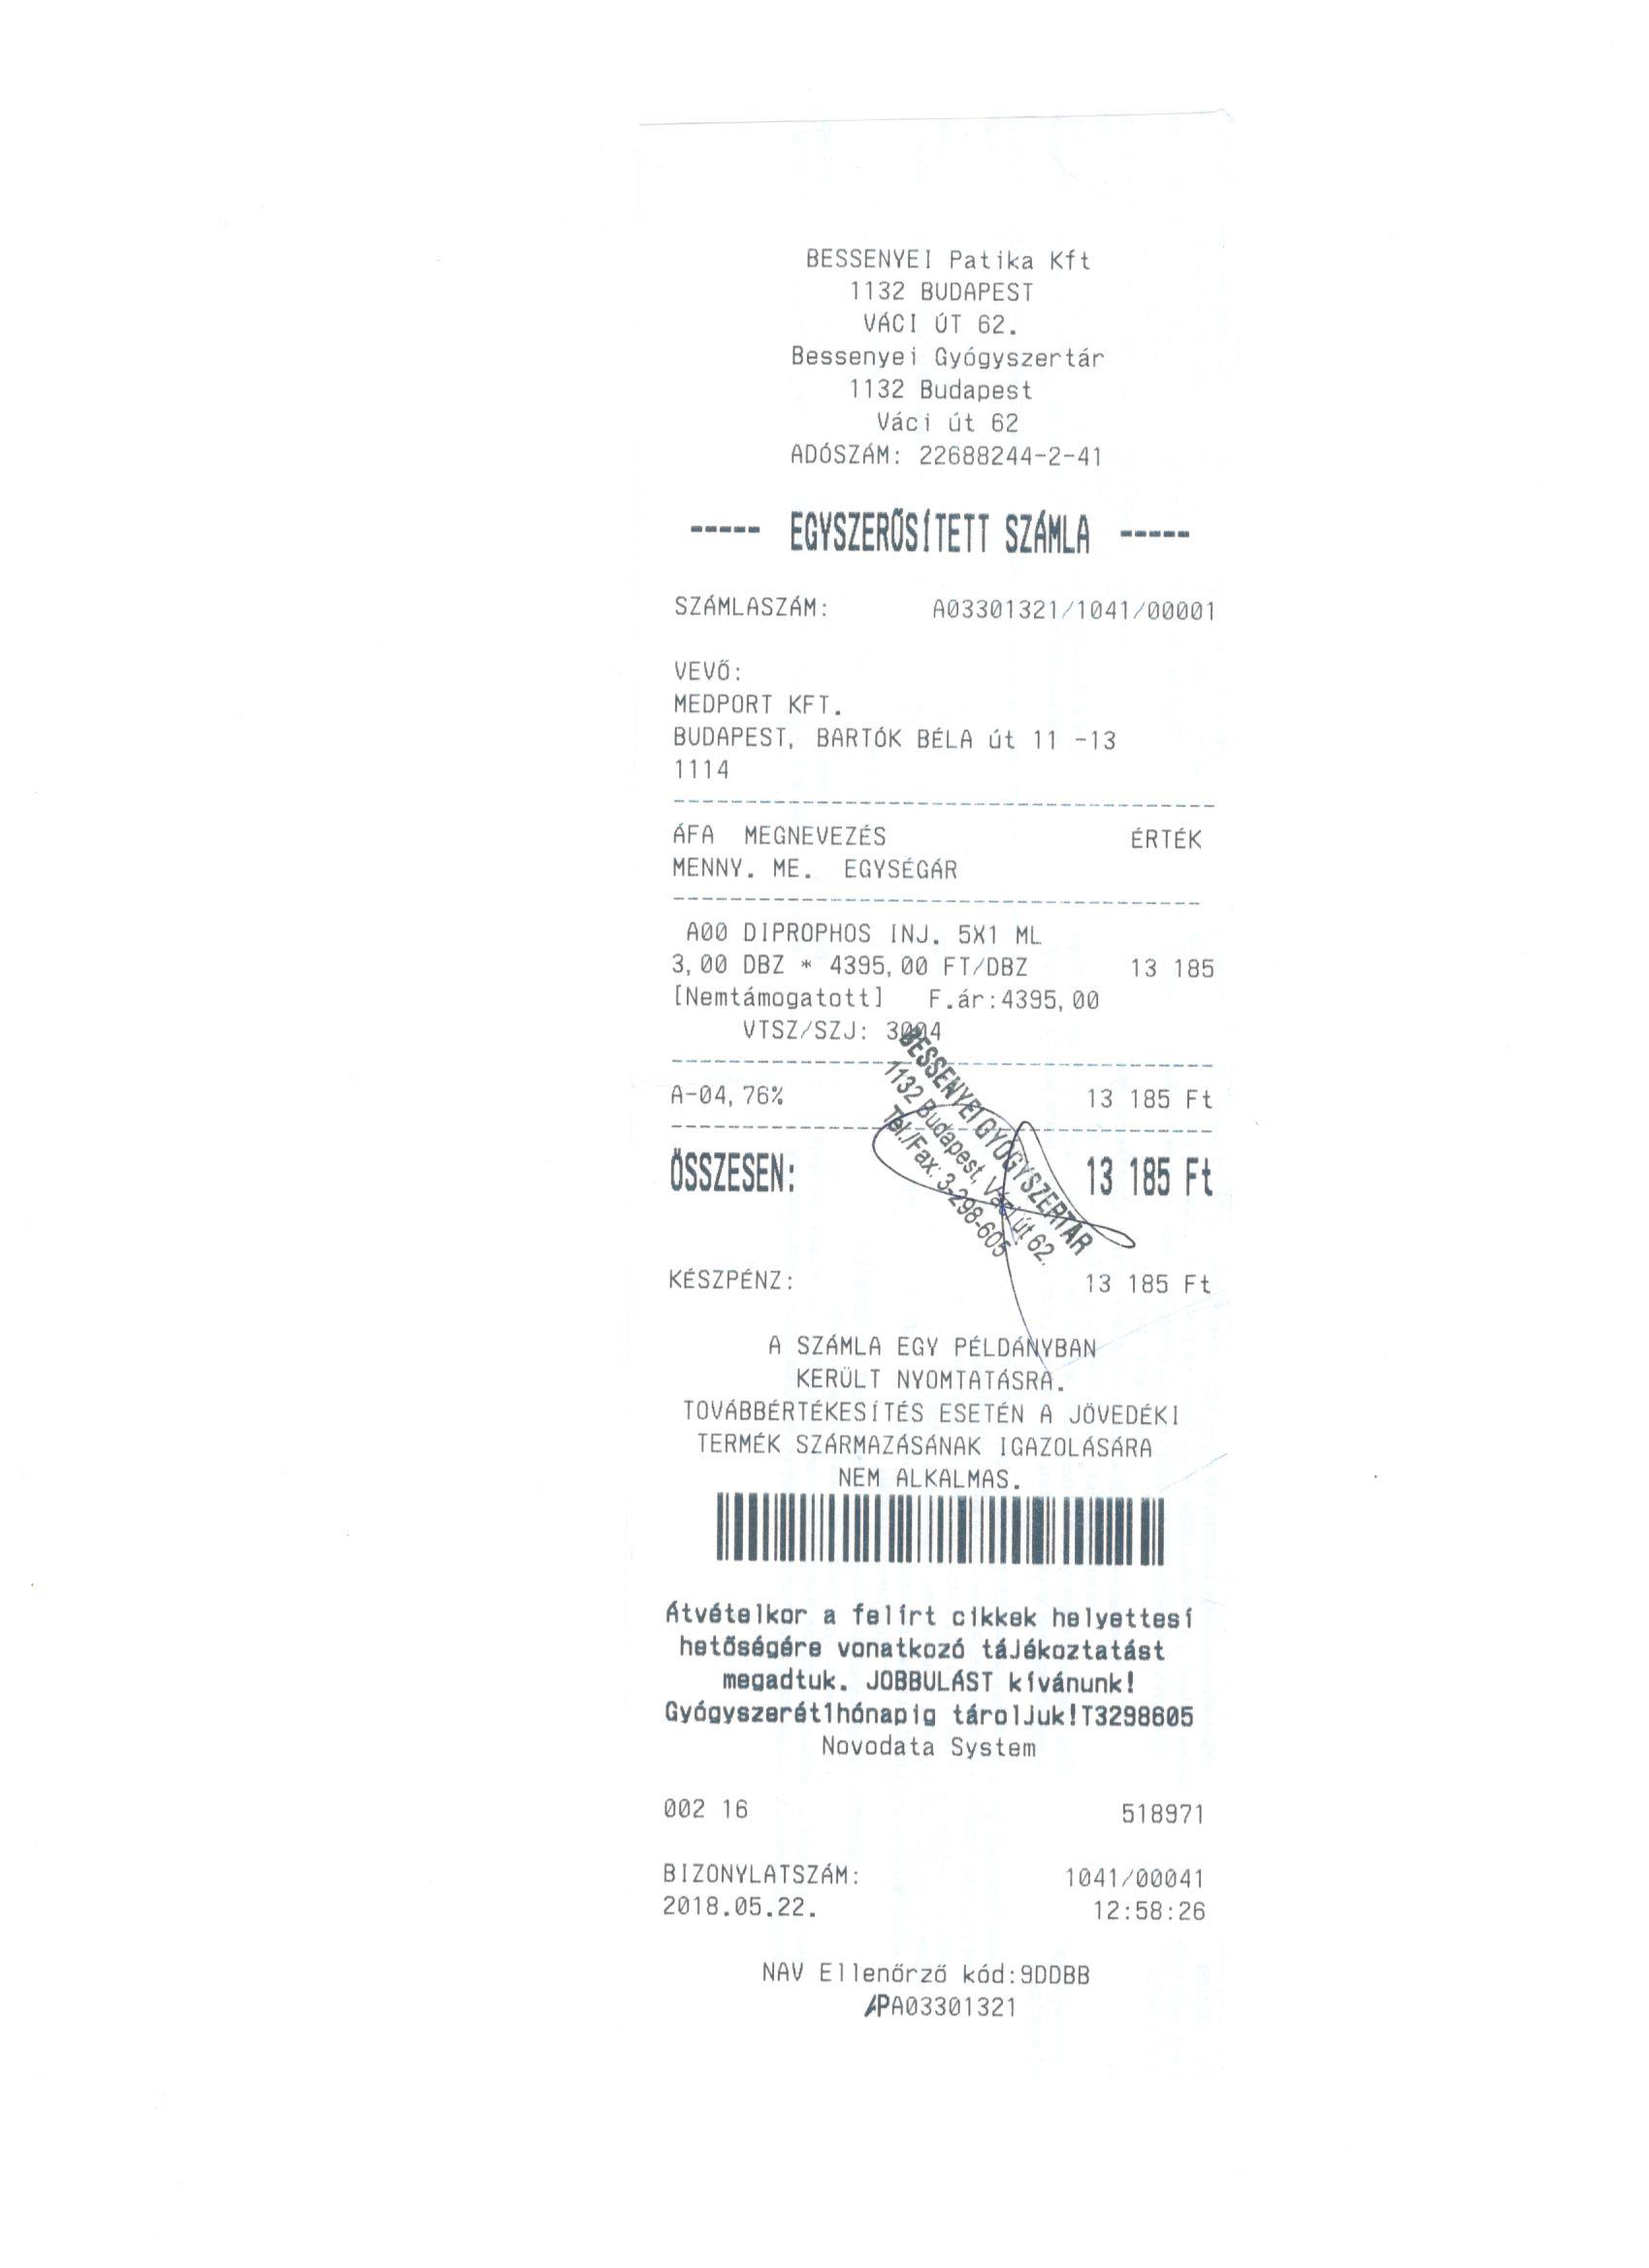 BESSENYEI Patika Kft
1132 BUDAPEST
VÁCI ÚT 62.
Bessenyei Gyógyszertár
1132 Budapest
Váci út 62
ADÓSZÁM: 22688244-2-41
----- EGYSZERŰSÍTETT SZÁMLA -----
SZÁMLASZÁM: A03301321/1041/00001
VEVŐ:
MEDPORT KFT.
BUDAPEST, BARTÓK BÉLA út 11 -13
1114
ÁFA MEGNEVEZÉS ÉRTÉK
MENNY. ME. EGYSÉGÁR
A00 DIPROPHOS INJ. 5X1 ML
3,00 DBZ * 4395,00 FT/DBZ 13 185
[Nemtámogatott] F.ár:4395,00
VTSZ/SZJ: 3004
A-04,76% 13 185 Ft
ÖSSZESEN: 13 185 Ft
BESSENYEI GYÓGYSZERTÁR
1132 Budapest, Váci út 62.
Tel./Fax: 3-298-605
KÉSZPÉNZ: 13 185 Ft
A SZÁMLA EGY PÉLDÁNYBAN
KERÜLT NYOMTATÁSRA.
TOVÁBBÉRTÉKESÍTÉS ESETÉN A JÖVEDÉKI
TERMÉK SZÁRMAZÁSÁNAK IGAZOLÁSÁRA
NEM ALKALMAS.
Átvételkor a felírt cikkek helyettesí
hetőségére vonatkozó tájékoztatást
megadtuk. JOBBULÁST kívánunk!
Gyógyszerét1hónapig tároljuk!T3298605
Novodata System
002 16 518971
BIZONYLATSZÁM: 1041/00041
2018.05.22. 12:58:26
NAV Ellenőrző kód:9DDBB
APA03301321